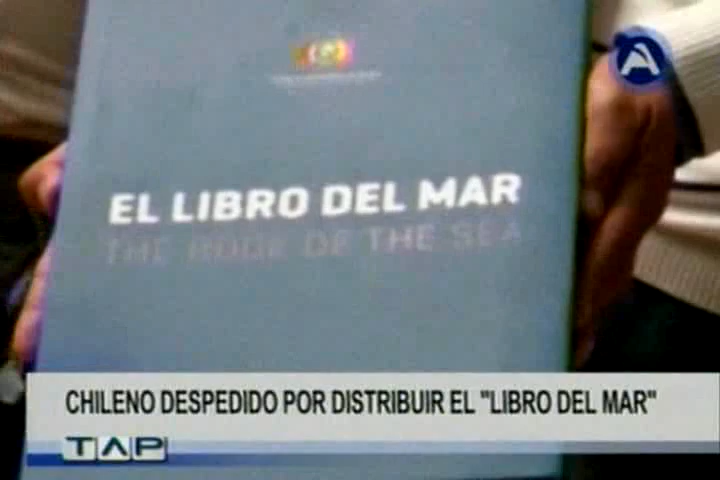 A
EL LIBRO DEL MAR
THE BOOK OF THE SEA
CHILENO DESPEDIDO POR DISTRIBUIR EL "LIBRO DEL MAR"
TAP